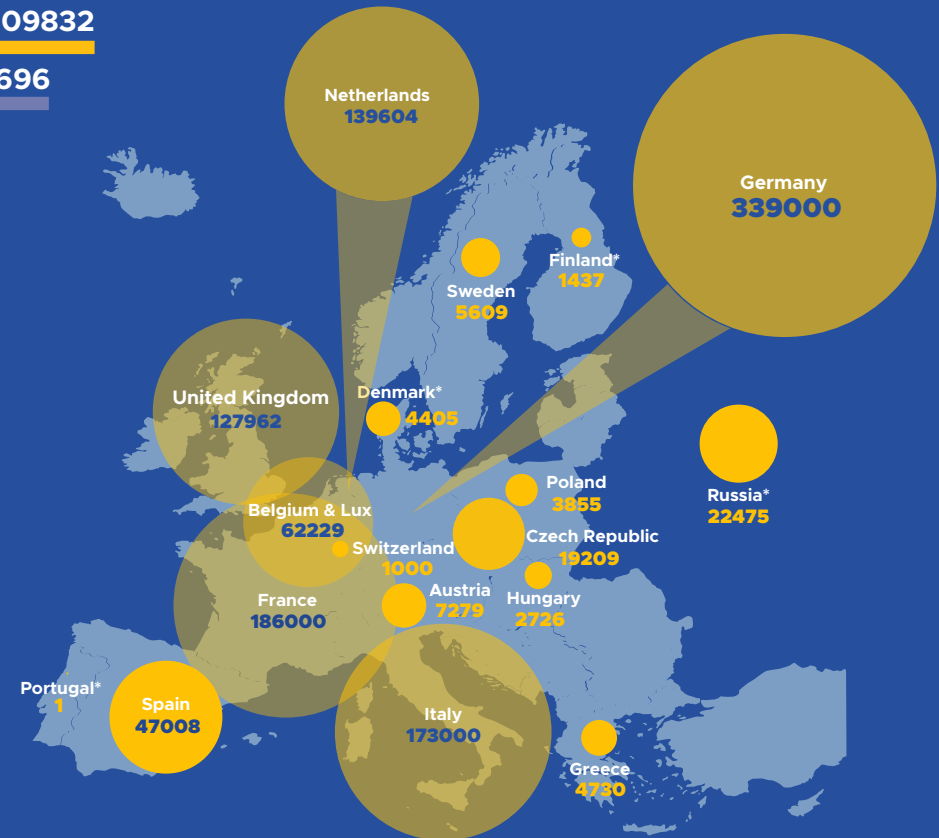 09832
696
Netherlands
139604
Germany
339000
Finland*
1437
Sweden
5609
United Kingdom
127962
Denmark*
4405
Russia*
22475
Poland
3855
Belgium & Lux
62229
Czech Republic
19209
Switzerland
1000
Austria
7279
Hungary
2726
France
186000
Portugal*
1
Spain
47008
Italy
173000
Greece
4730